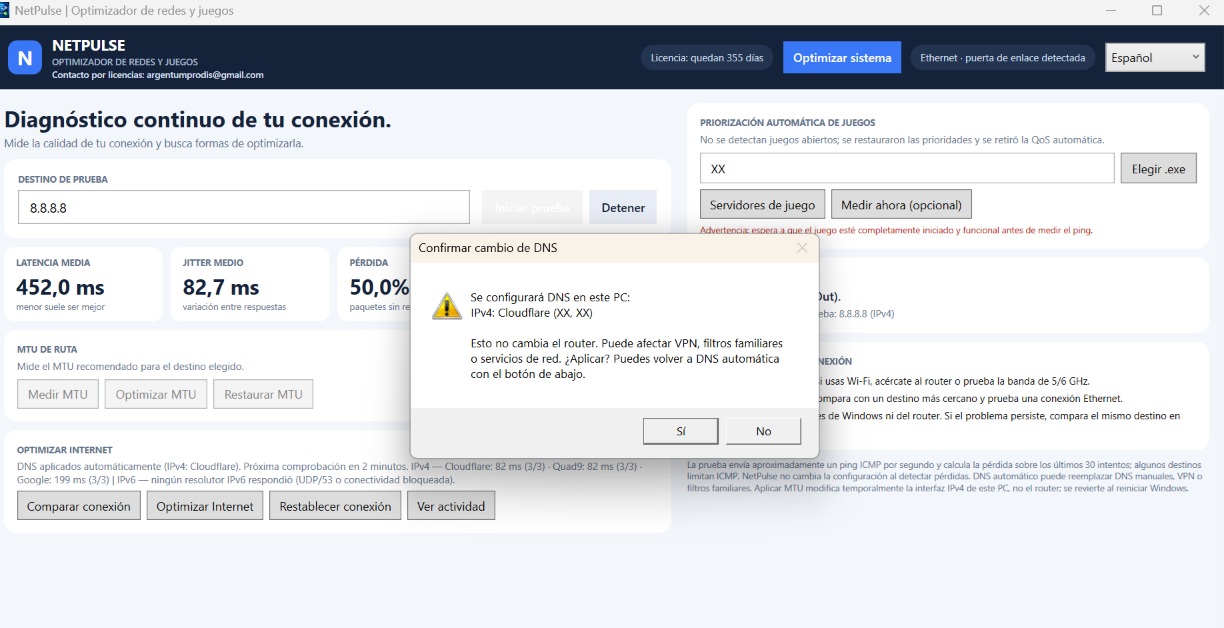 NetPulse | Optimizador de redes y juegos
N
NETPULSE
OPTIMIZADOR DE REDES Y JUEGOS
Contacto por licencias: argentumprodis@gmail.com
Licencia: quedan 355 días
Optimizar sistema
Ethernet · puerta de enlace detectada
Español
Diagnóstico continuo de tu conexión.
Mide la calidad de tu conexión y busca formas de optimizarla.
DESTINO DE PRUEBA
8.8.8.8
Iniciar prueba
Detener
LATENCIA MEDIA
452,0 ms
menor suele ser mejor
JITTER MEDIO
82,7 ms
variación entre respuestas
PÉRDIDA
50,0%
paquetes sin re
MTU DE RUTA
Mide el MTU recomendado para el destino elegido.
Medir MTU
Optimizar MTU
Restaurar MTU
OPTIMIZAR INTERNET
DNS aplicados automáticamente (IPv4: Cloudflare). Próxima comprobación en 2 minutos. IPv4 — Cloudflare: 82 ms (3/3) · Quad9: 82 ms (3/3) ·
Google: 199 ms (3/3) | IPv6 — ningún resolutor IPv6 respondió (UDP/53 o conectividad bloqueada).
Comparar conexión
Optimizar Internet
Restablecer conexión
Ver actividad
PRIORIZACIÓN AUTOMÁTICA DE JUEGOS
No se detectan juegos abiertos; se restauraron las prioridades y se retiró la QoS automática.
XX
Elegir .exe
Servidores de juego
Medir ahora (opcional)
Advertencia: espera a que el juego esté completamente iniciado y funcional antes de medir el ping.
Out).
eba: 8.8.8.8 (IPv4)
NEXIÓN
si usas Wi-Fi, acércate al router o prueba la banda de 5/6 GHz.
ompara con un destino más cercano y prueba una conexión Ethernet.
es de Windows ni del router. Si el problema persiste, compara el mismo destino en
La prueba envía aproximadamente un ping ICMP por segundo y calcula la pérdida sobre los últimos 30 intentos; algunos destinos
limitan ICMP. NetPulse no cambia la configuración al detectar pérdidas. DNS automático puede reemplazar DNS manuales, VPN o
filtros familiares. Aplicar MTU modifica temporalmente la interfaz IPv4 de este PC, no el router; se revierte al reiniciar Windows.
Confirmar cambio de DNS
Se configurará DNS en este PC:
IPv4: Cloudflare (XX, XX)
Esto no cambia el router. Puede afectar VPN, filtros familiares
o servicios de red. ¿Aplicar? Puedes volver a DNS automática
con el botón de abajo.
Sí
No